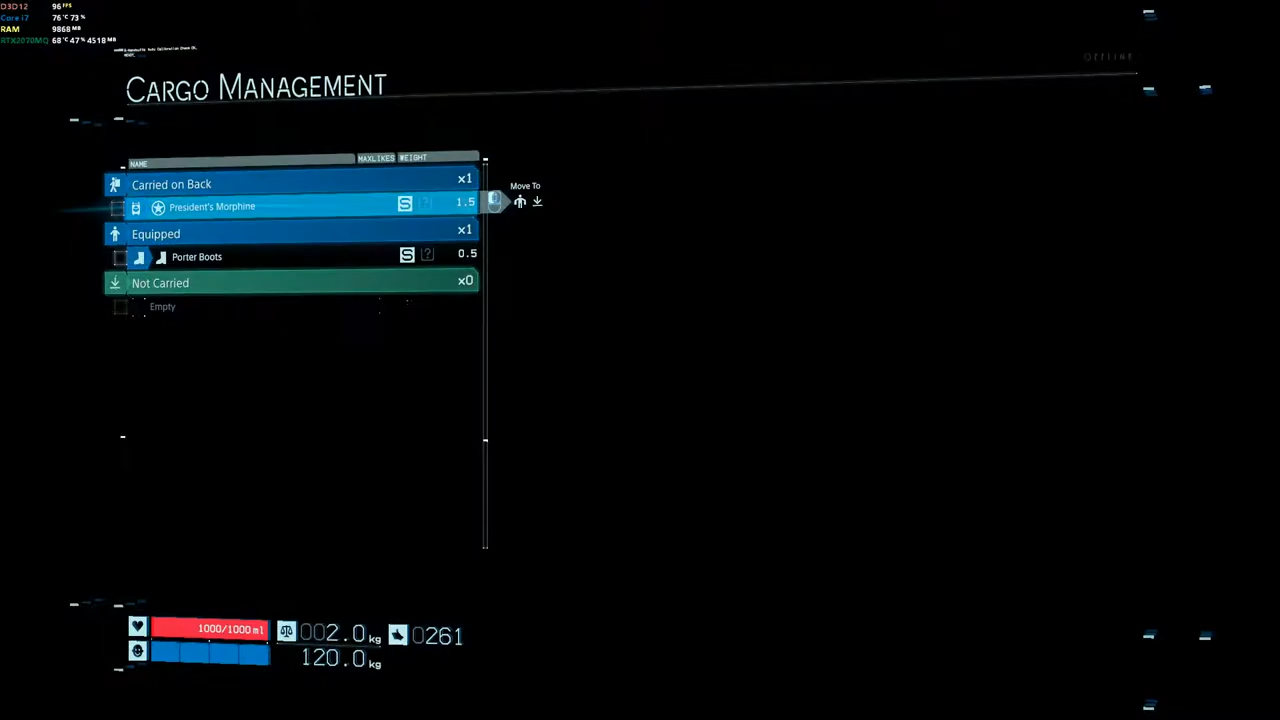 D3D12 96 FPS
Core i7 76 °C 73 %
RAM 9868 MB
RTX2070MQ 68 °C 47 % 4518 MB
OFFLINE
CARGO MANAGEMENT
NAME MAXLIKES WEIGHT
Carried on Back x1
President's Morphine S [?] 1.5
Move To
Equipped x1
Porter Boots S [?] 0.5
Not Carried x0
Empty
1000/1000 ml 002.0 kg 0261
120.0 kg